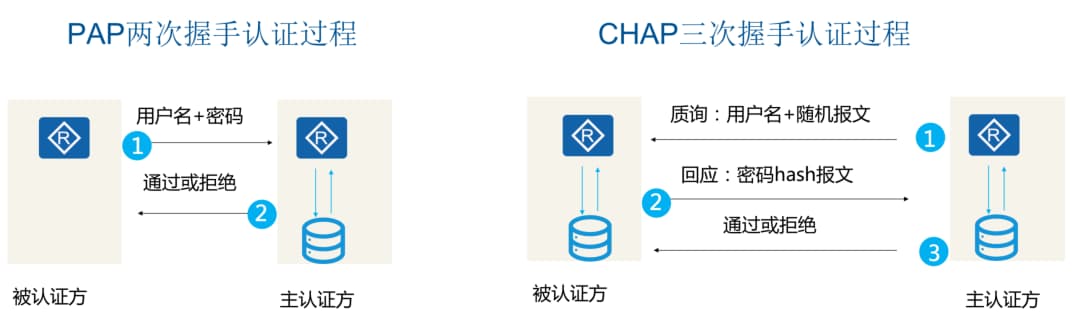 PAP两次握手认证过程
R
R
用户名+密码
1
通过或拒绝
2
被认证方
主认证方
CHAP三次握手认证过程
R
R
质询：用户名+随机报文
1
回应：密码hash报文
2
通过或拒绝
3
被认证方
主认证方